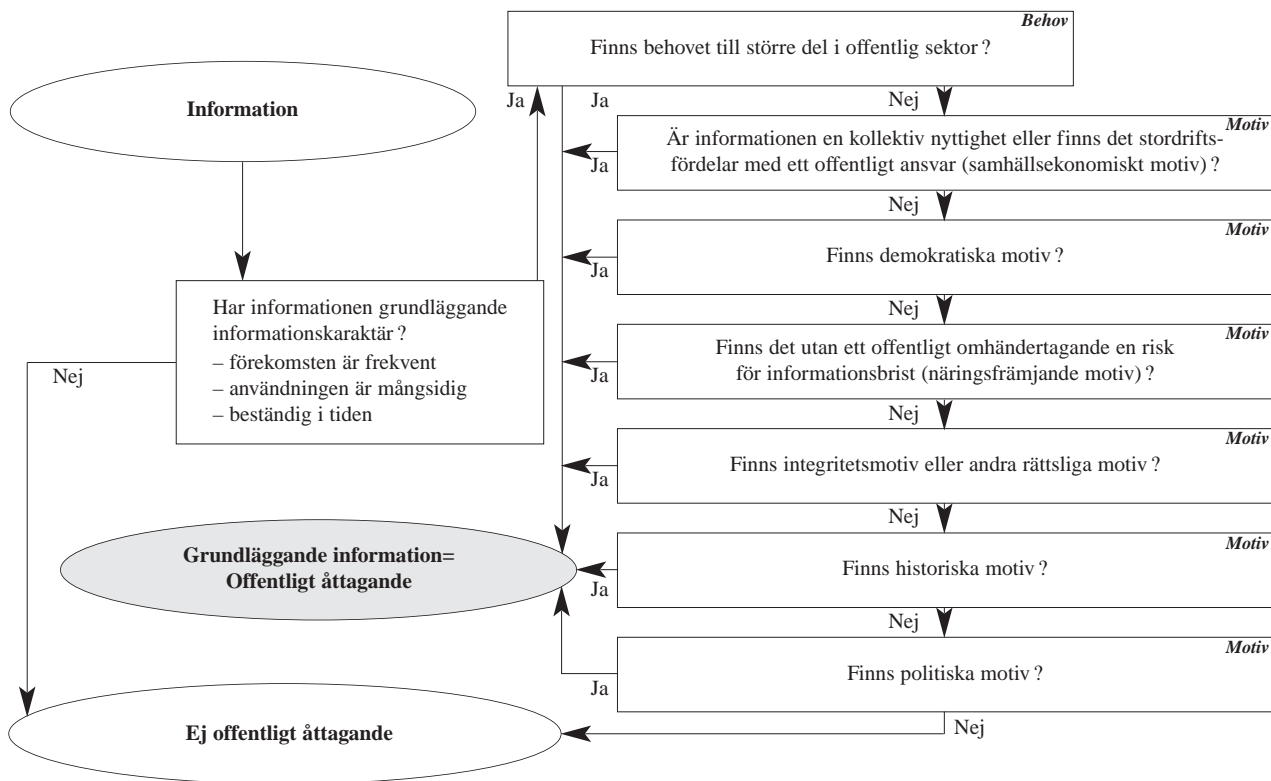 Behov
Finns behovet till större del i offentlig sektor ?
Information
Ja
Ja
Nej
Motiv
Är informationen en kollektiv nyttighet eller finns det stordrifts-
fördelar med ett offentligt ansvar (samhällsekonomiskt motiv) ?
Ja
Nej
Motiv
Finns demokratiska motiv ?
Ja
Nej
Har informationen grundläggande
informationskaraktär ?
– förekomsten är frekvent
– användningen är mångsidig
– beständig i tiden
Nej
Motiv
Finns det utan ett offentligt omhändertagande en risk
för informationsbrist (näringsfrämjande motiv) ?
Ja
Nej
Motiv
Finns integritetsmotiv eller andra rättsliga motiv ?
Ja
Nej
Grundläggande information=
Offentligt åttagande
Motiv
Finns historiska motiv ?
Ja
Nej
Motiv
Finns politiska motiv ?
Ja
Nej
Ej offentligt åttagande